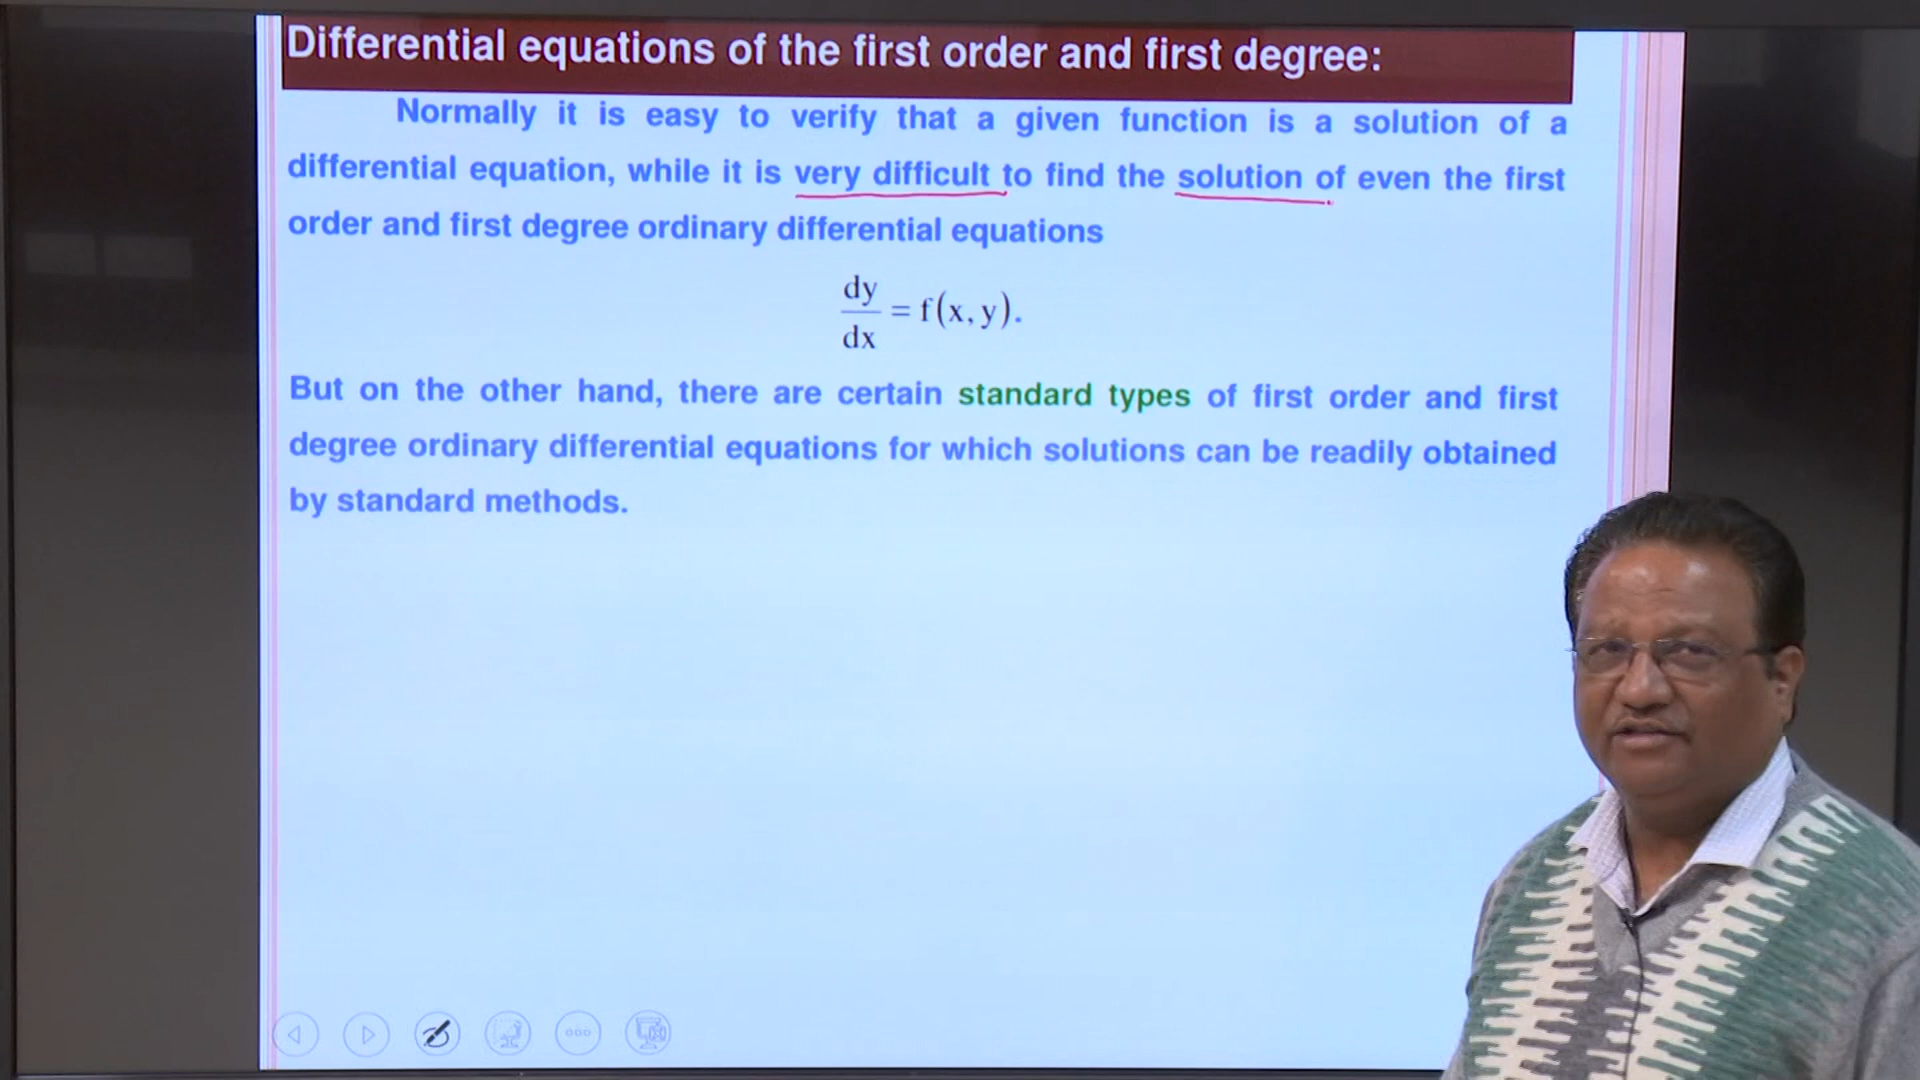 Differential equations of the first order and first degree:
Normally it is easy to verify that a given function is a solution of a
differential equation, while it is very difficult to find the solution of even the first
order and first degree ordinary differential equations
dy
dx = f(x, y).
But on the other hand, there are certain standard types of first order and first
degree ordinary differential equations for which solutions can be readily obtained
by standard methods.